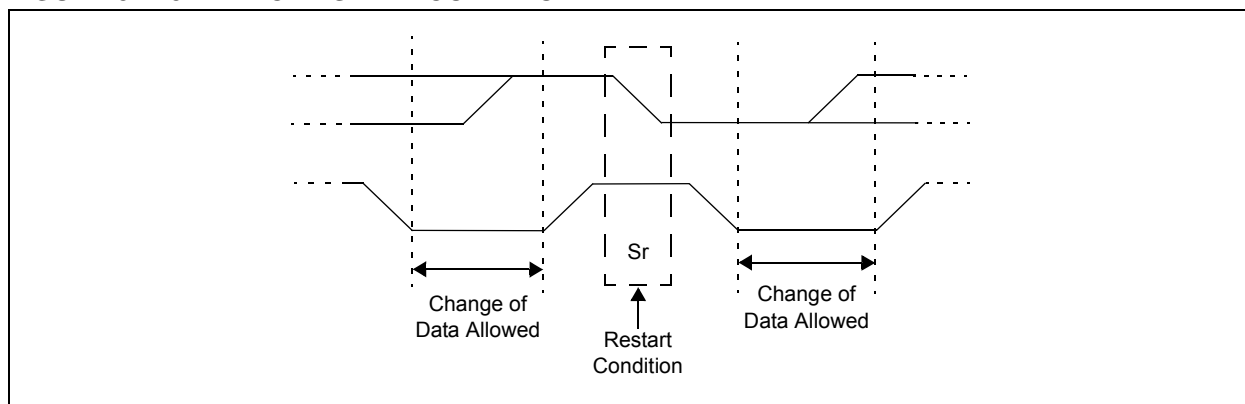 Sr
Change of
Data Allowed
Change of
Data Allowed
Restart
Condition